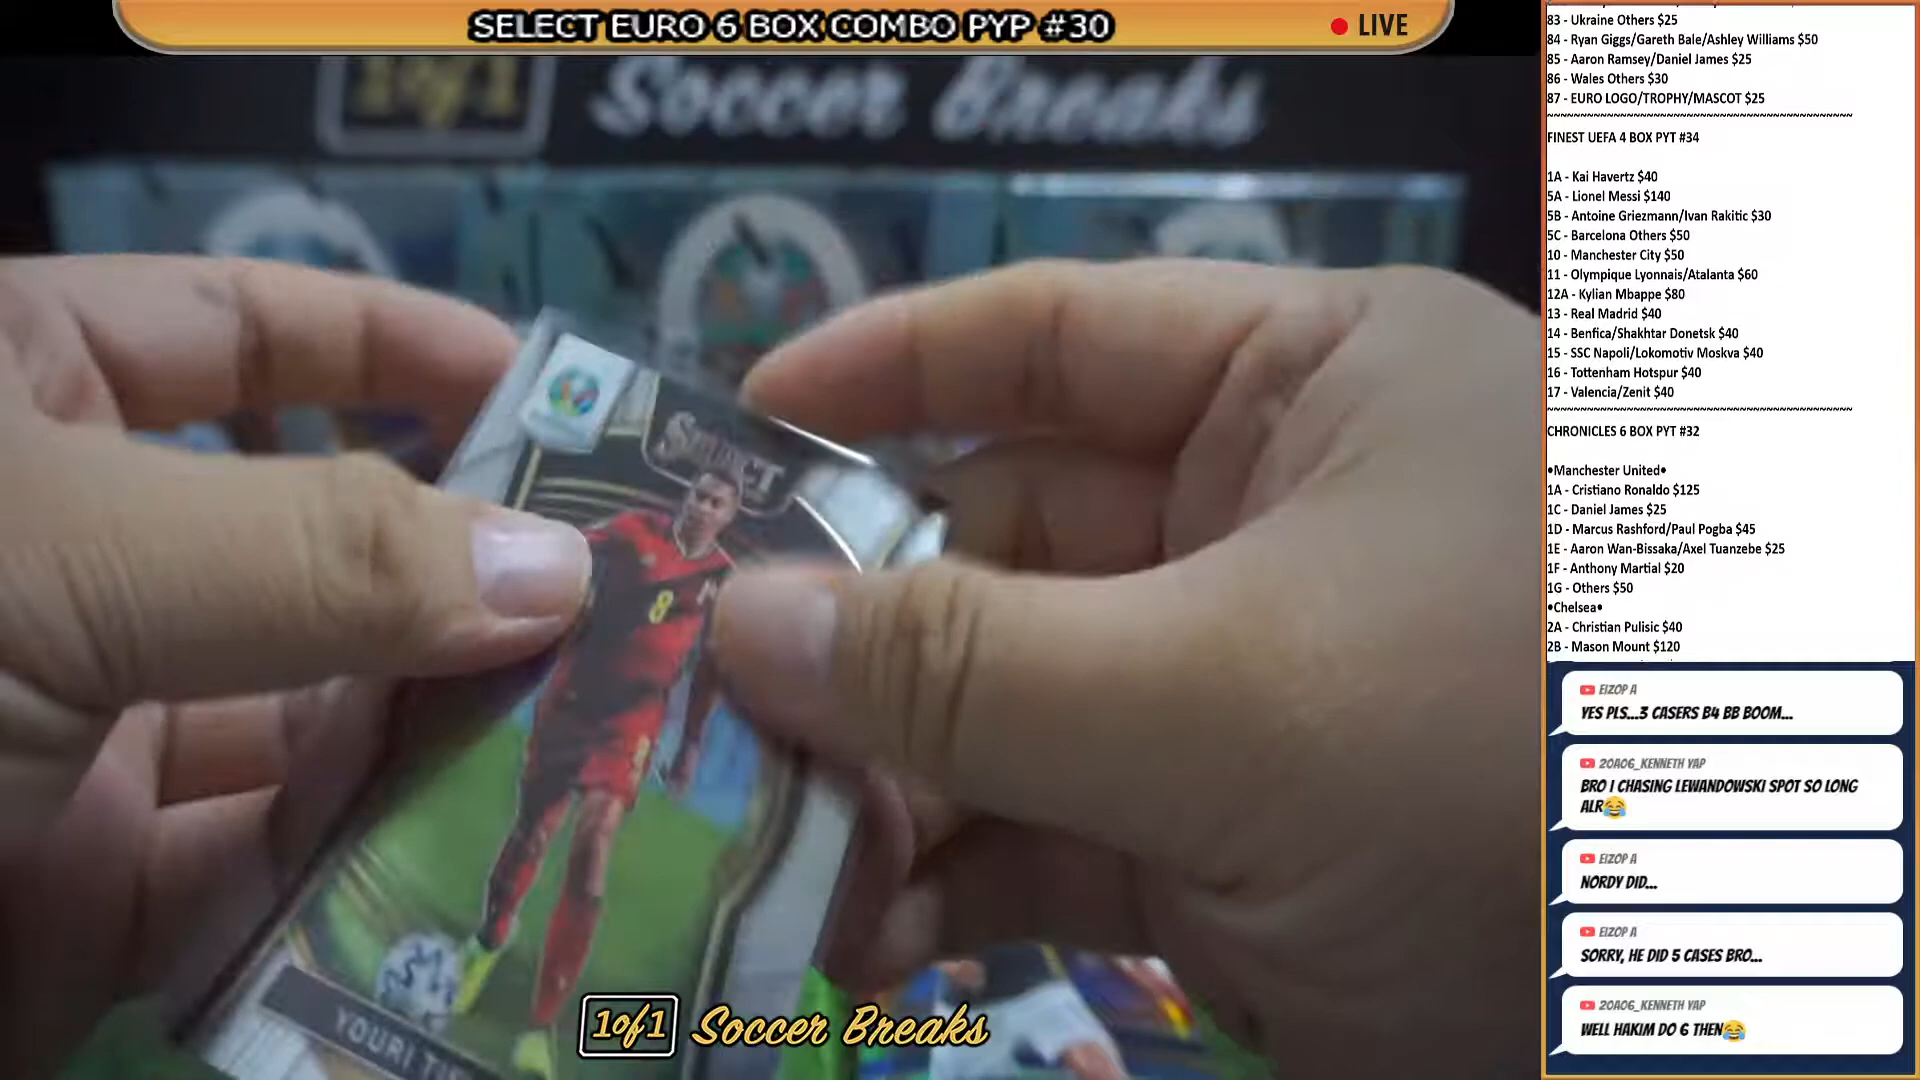 SELECT EURO 6 BOX COMBO PYP #30
LIVE
1of1
Soccer Breaks
SELECT
8
YOURI
1of1 Soccer Breaks
83 - Ukraine Others $25
84 - Ryan Giggs/Gareth Bale/Ashley Williams $50
85 - Aaron Ramsey/Daniel James $25
86 - Wales Others $30
87 - EURO LOGO/TROPHY/MASCOT $25
~~~~~~~~~~~~~~~~~~~~~~~~~~~~~~~~~~~~~~~~~~~~
FINEST UEFA 4 BOX PYT #34
1A - Kai Havertz $40
5A - Lionel Messi $140
5B - Antoine Griezmann/Ivan Rakitic $30
5C - Barcelona Others $50
10 - Manchester City $50
11 - Olympique Lyonnais/Atalanta $60
12A - Kylian Mbappe $80
13 - Real Madrid $40
14 - Benfica/Shakhtar Donetsk $40
15 - SSC Napoli/Lokomotiv Moskva $40
16 - Tottenham Hotspur $40
17 - Valencia/Zenit $40
~~~~~~~~~~~~~~~~~~~~~~~~~~~~~~~~~~~~~~~~~~~~
CHRONICLES 6 BOX PYT #32
•Manchester United•
1A - Cristiano Ronaldo $125
1C - Daniel James $25
1D - Marcus Rashford/Paul Pogba $45
1E - Aaron Wan-Bissaka/Axel Tuanzebe $25
1F - Anthony Martial $20
1G - Others $50
•Chelsea•
2A - Christian Pulisic $40
2B - Mason Mount $120
EIZOP A
YES PLS...3 CASERS B4 BB BOOM...
20A06_KENNETH YAP
BRO I CHASING LEWANDOWSKI SPOT SO LONG
ALR😂
EIZOP A
NORDY DID...
EIZOP A
SORRY, HE DID 5 CASES BRO...
20A06_KENNETH YAP
WELL HAKIM DO 6 THEN😂